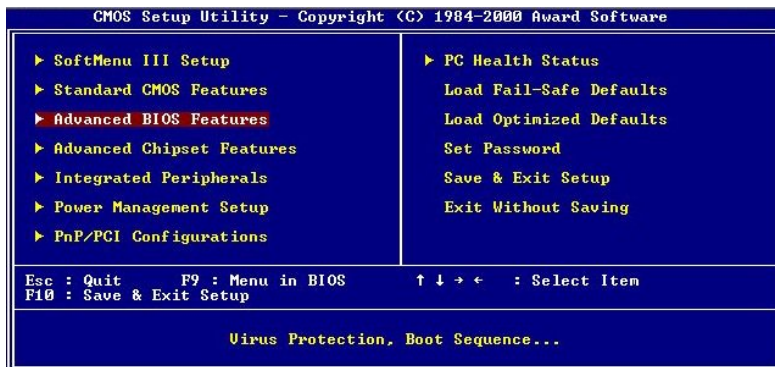 CMOS Setup Utility - Copyright (C) 1984-2000 Award Software
SoftMenu III Setup
Standard CMOS Features
Advanced BIOS Features
Advanced Chipset Features
Integrated Peripherals
Power Management Setup
PnP/PCI Configurations
PC Health Status
Load Fail-Safe Defaults
Load Optimized Defaults
Set Password
Save & Exit Setup
Exit Without Saving
Esc : Quit F9 : Menu in BIOS ↑ ↓ → ← : Select Item
F10 : Save & Exit Setup
Virus Protection, Boot Sequence...